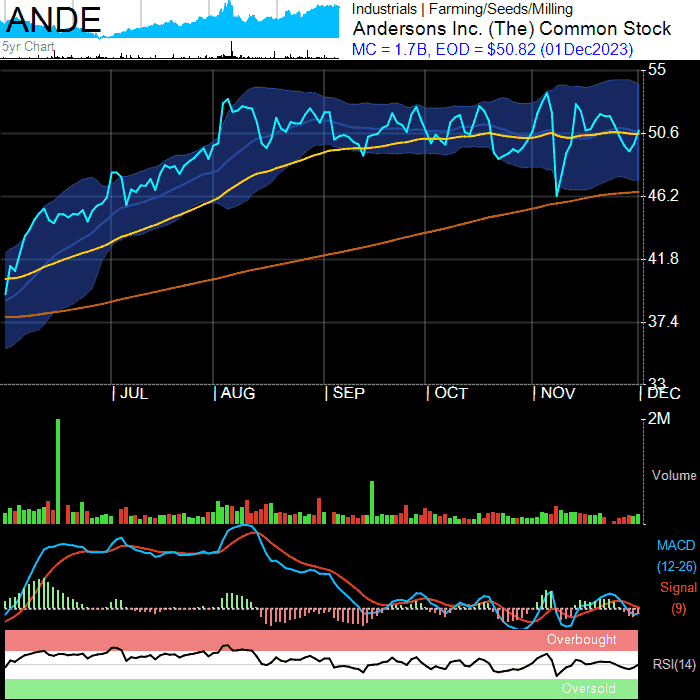 ANDE
5yr Chart
Industrials | Farming/Seeds/Milling
Andersons Inc. (The) Common Stock
MC = 1.7B, EOD = $50.82 (01Dec2023)
55
50.6
46.2
41.8
37.4
33
| JUL | AUG | SEP | OCT | NOV | DEC
2M
Volume
MACD
(12-26)
Signal
(9)
Overbought
RSI(14)
Oversold